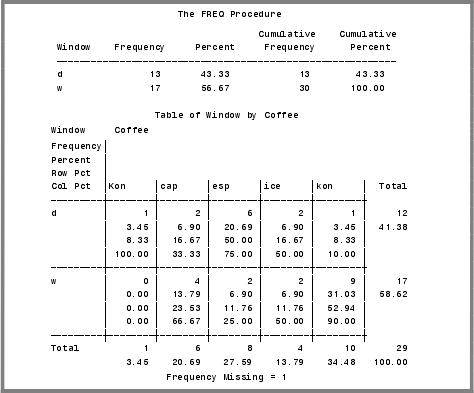 The FREQ Procedure
Cumulative Cumulative
Window Frequency Percent Frequency Percent
d 13 43.33 13 43.33
w 17 56.67 30 100.00
Table of Window by Coffee
Window Coffee
Frequency
Percent
Row Pct
Col Pct Kon cap esp ice kon Total
d 1 2 6 2 1 12
3.45 6.90 20.69 6.90 3.45 41.38
8.33 16.67 50.00 16.67 8.33
100.00 33.33 75.00 50.00 10.00
w 0 4 2 2 9 17
0.00 13.79 6.90 6.90 31.03 58.62
0.00 23.53 11.76 11.76 52.94
0.00 66.67 25.00 50.00 90.00
Total 1 6 8 4 10 29
3.45 20.69 27.59 13.79 34.48 100.00
Frequency Missing = 1